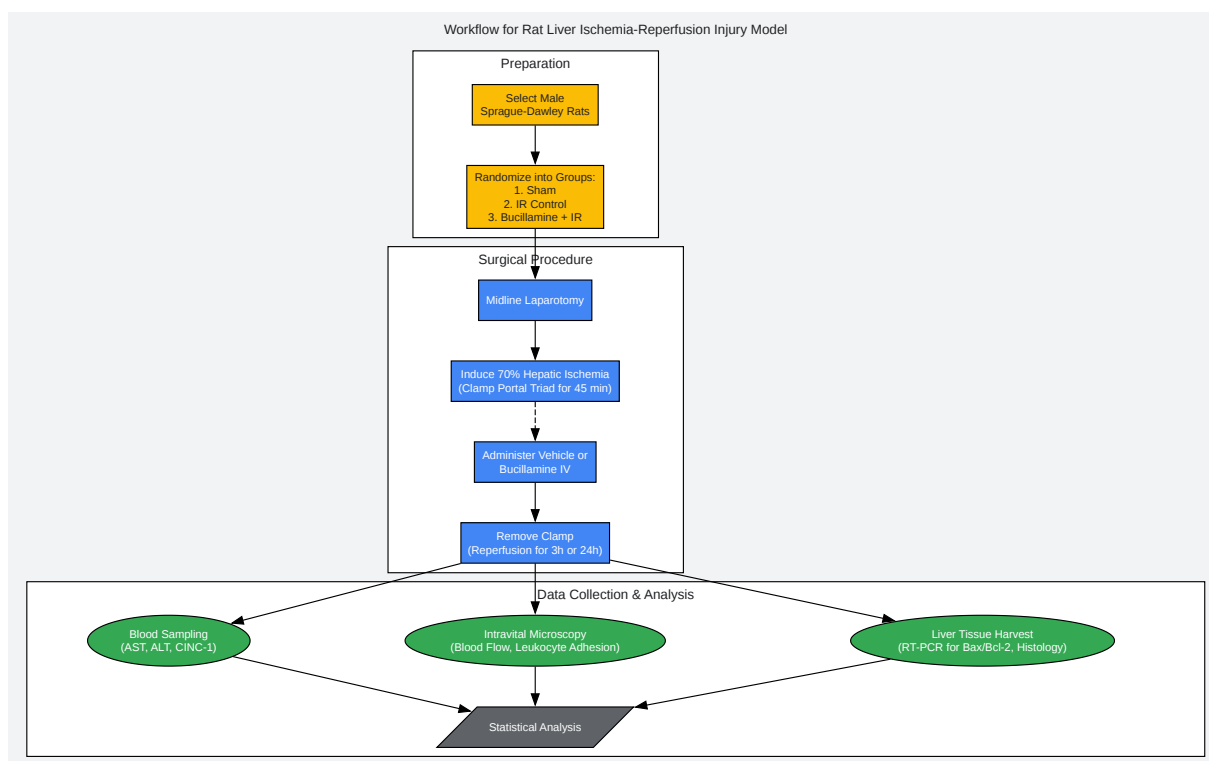 Workflow for Rat Liver Ischemia-Reperfusion Injury Model
Preparation
Select Male
Sprague-Dawley Rats
Randomize into Groups:
1. Sham
2. IR Control
3. Bucillamine + IR
Surgical Procedure
Midline Laparotomy
Induce 70% Hepatic Ischemia
(Clamp Portal Triad for 45 min)
Administer Vehicle or
Bucillamine IV
Remove Clamp
(Reperfusion for 3h or 24h)
Data Collection & Analysis
Blood Sampling
(AST, ALT, CINC-1)
Intravital Microscopy
(Blood Flow, Leukocyte Adhesion)
Liver Tissue Harvest
(RT-PCR for Bax/Bcl-2, Histology)
Statistical Analysis